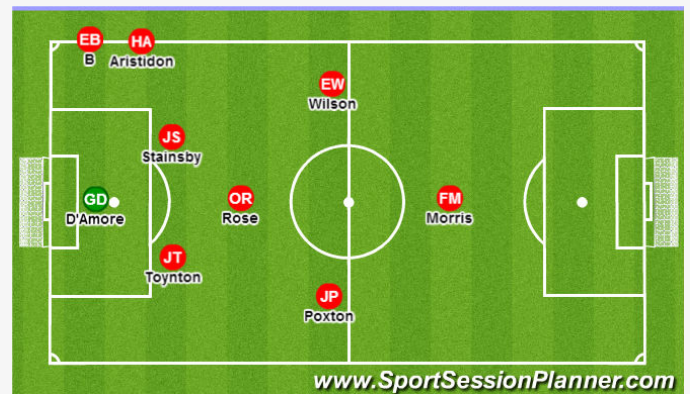 EB
B
HA
Aristidon
EW
Wilson
JS
Stainsby
GD
D'Amore
OR
Rose
FM
Morris
JT
Toynton
JP
Poxton
www.SportSessionPlanner.com